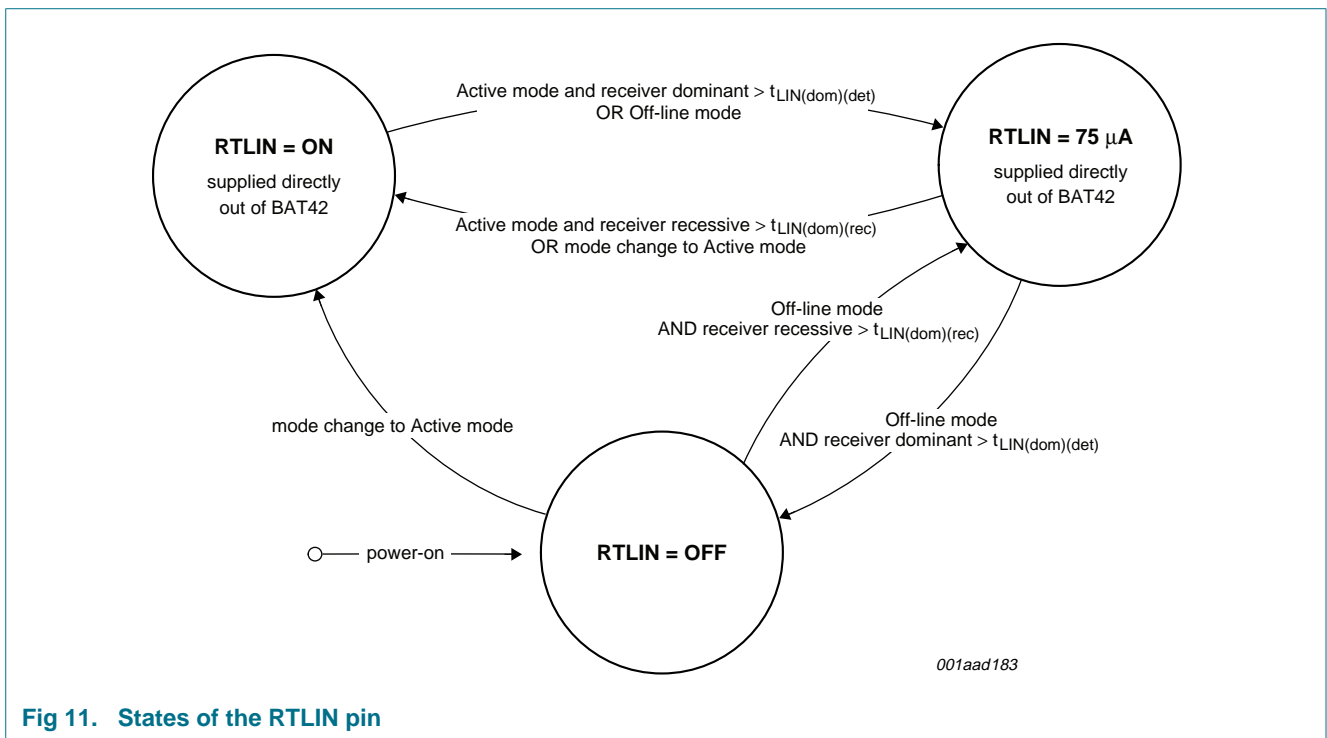 Active mode and receiver dominant > tLIN(dom)(det)
OR Off-line mode
RTLIN = ON
supplied directly
out of BAT42
RTLIN = 75 μA
supplied directly
out of BAT42
Active mode and receiver recessive > tLIN(dom)(rec)
OR mode change to Active mode
Off-line mode
AND receiver recessive > tLIN(dom)(rec)
mode change to Active mode
Off-line mode
AND receiver dominant > tLIN(dom)(det)
power-on
RTLIN = OFF
001aad183
Fig 11. States of the RTLIN pin